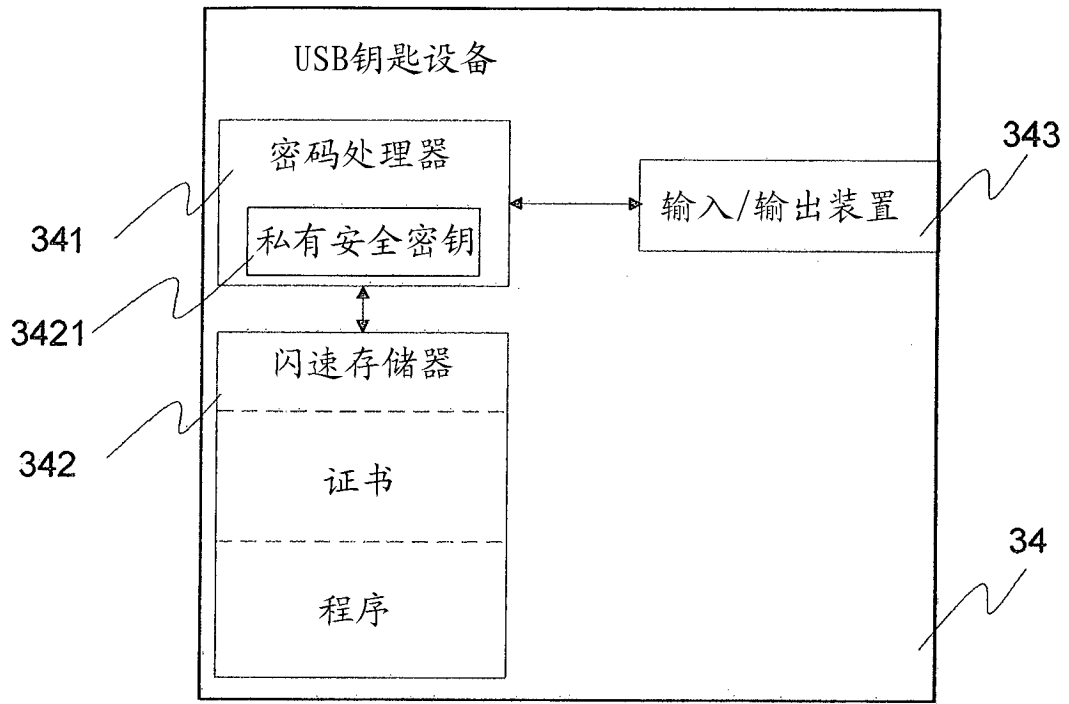 USB钥匙设备
密码处理器
343
输入/输出装置
341
私有安全密钥
3421
闪速存储器
342
证书
34
程序